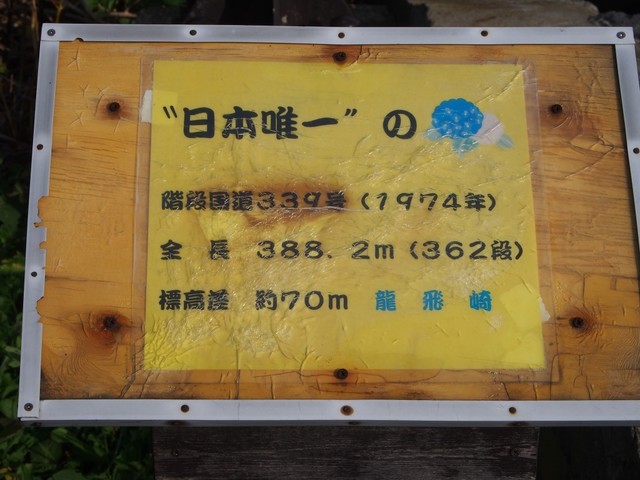 "日本唯一"の
階段国道339号（1974年）
全　長　388．2m（362段）
標高差　約70m　龍　飛　崎